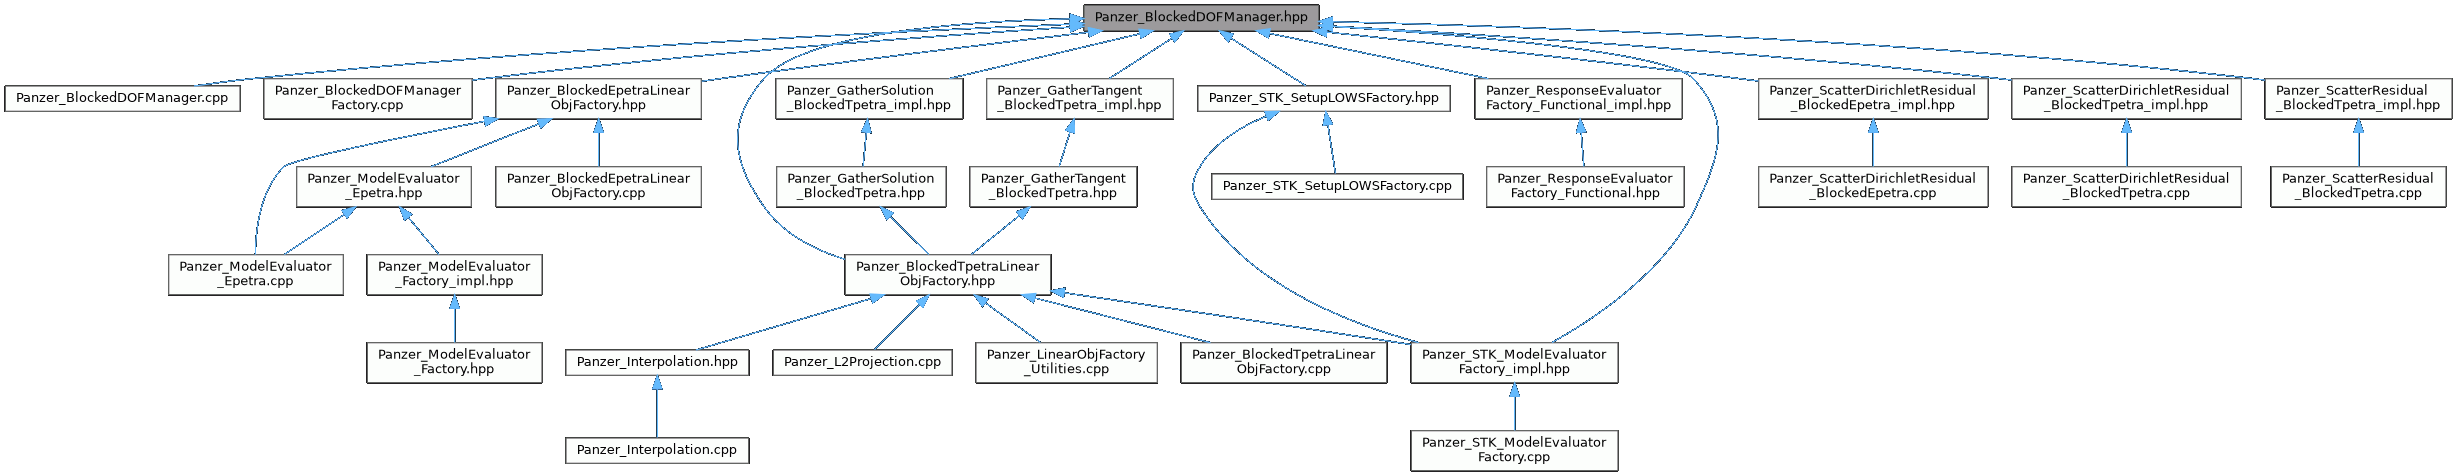 Panzer_BlockedDOFManager.hpp
Panzer_BlockedDOFManager.cpp
Panzer_BlockedDOFManager
Factory.cpp
Panzer_BlockedEpetraLinear
ObjFactory.hpp
Panzer_GatherSolution
_BlockedTpetra_impl.hpp
Panzer_GatherTangent
_BlockedTpetra_impl.hpp
Panzer_STK_SetupLOWSFactory.hpp
Panzer_ResponseEvaluator
Factory_Functional_impl.hpp
Panzer_ScatterDirichletResidual
_BlockedEpetra_impl.hpp
Panzer_ScatterDirichletResidual
_BlockedTpetra_impl.hpp
Panzer_ScatterResidual
_BlockedTpetra_impl.hpp
Panzer_ModelEvaluator
_Epetra.hpp
Panzer_BlockedEpetraLinear
ObjFactory.cpp
Panzer_GatherSolution
_BlockedTpetra.hpp
Panzer_GatherTangent
_BlockedTpetra.hpp
Panzer_STK_SetupLOWSFactory.cpp
Panzer_ResponseEvaluator
Factory_Functional.hpp
Panzer_ScatterDirichletResidual
_BlockedEpetra.cpp
Panzer_ScatterDirichletResidual
_BlockedTpetra.cpp
Panzer_ScatterResidual
_BlockedTpetra.cpp
Panzer_ModelEvaluator
_Epetra.cpp
Panzer_ModelEvaluator
_Factory_impl.hpp
Panzer_BlockedTpetraLinear
ObjFactory.hpp
Panzer_ModelEvaluator
_Factory.hpp
Panzer_Interpolation.hpp
Panzer_L2Projection.cpp
Panzer_LinearObjFactory
_Utilities.cpp
Panzer_BlockedTpetraLinear
ObjFactory.cpp
Panzer_STK_ModelEvaluator
Factory_impl.hpp
Panzer_Interpolation.cpp
Panzer_STK_ModelEvaluator
Factory.cpp